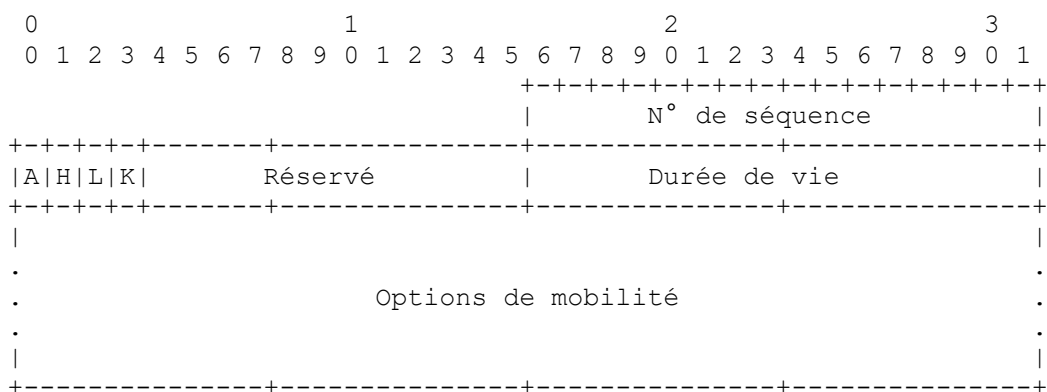 0                   1                   2                   3
0 1 2 3 4 5 6 7 8 9 0 1 2 3 4 5 6 7 8 9 0 1 2 3 4 5 6 7 8 9 0 1
+-+-+-+-+-+-+-+-+-+-+-+-+-+-+-+-+
| N° de séquence |
+-+-+-+-+-------+---------------+---------------+---------------+
|A|H|L|K| Réservé | Durée de vie |
+-+-+-+-+-------+---------------+---------------+---------------+
| |
. .
. Options de mobilité .
. .
| |
+---------------+---------------+---------------+---------------+